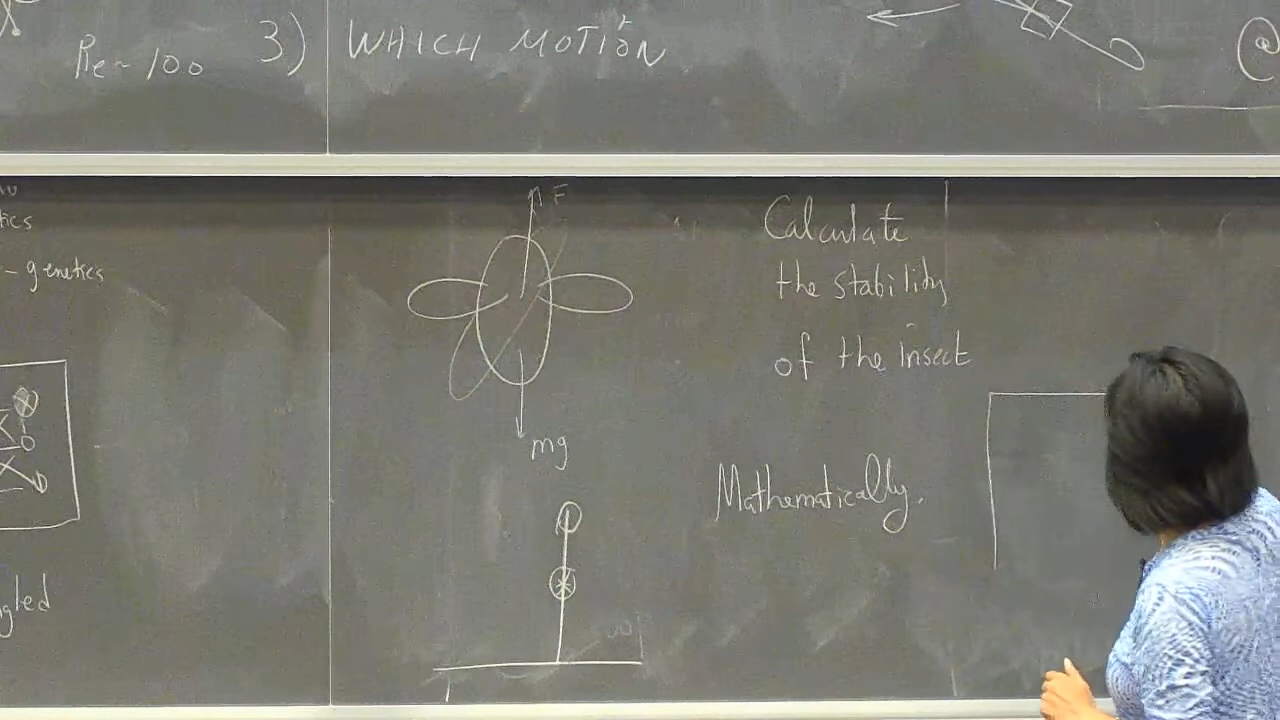 Re~100
3) WHICH MOTION
@
tics
- genetics
gled
F
mg
Calculate
the stability
of the insect
Mathematically.